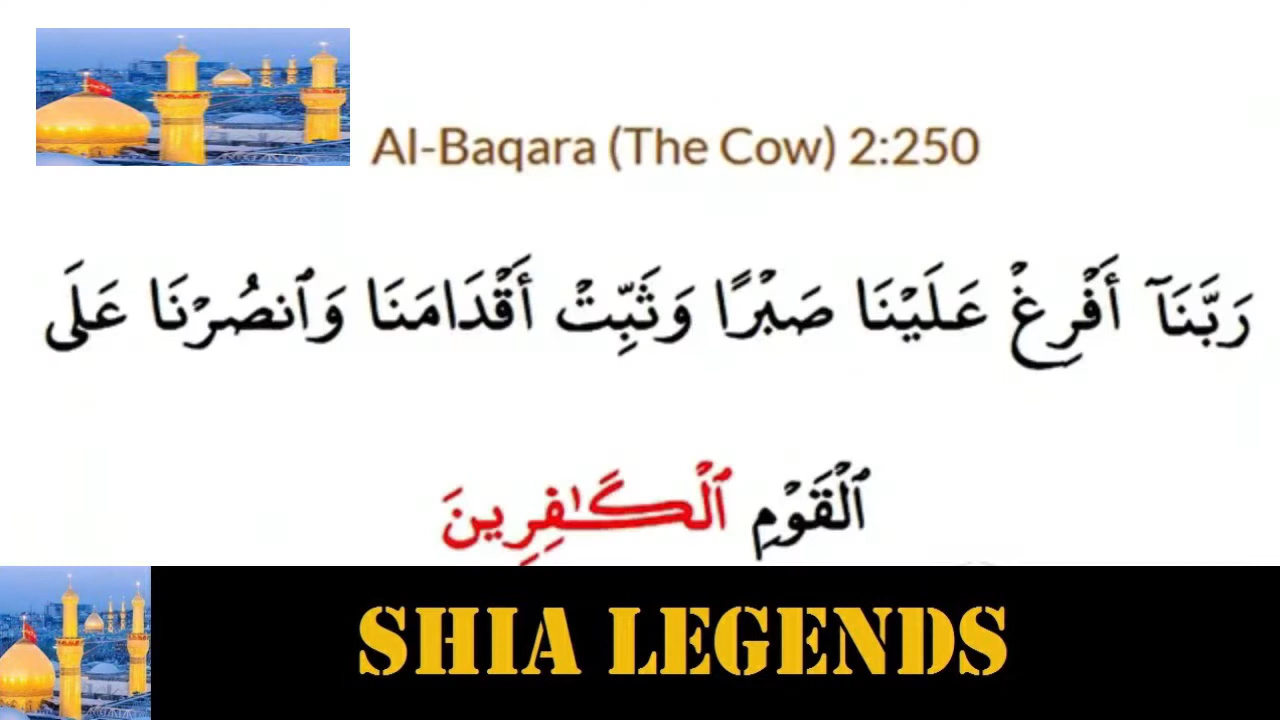 Al-Baqara (The Cow) 2:250
رَبَّنَآ أَفْرِغْ عَلَيْنَا صَبْرًا وَثَبِّتْ أَقْدَامَنَا وَٱنصُرْنَا عَلَى
ٱلْقَوْمِ ٱلْكَـٰفِرِينَ
SHIA LEGENDS